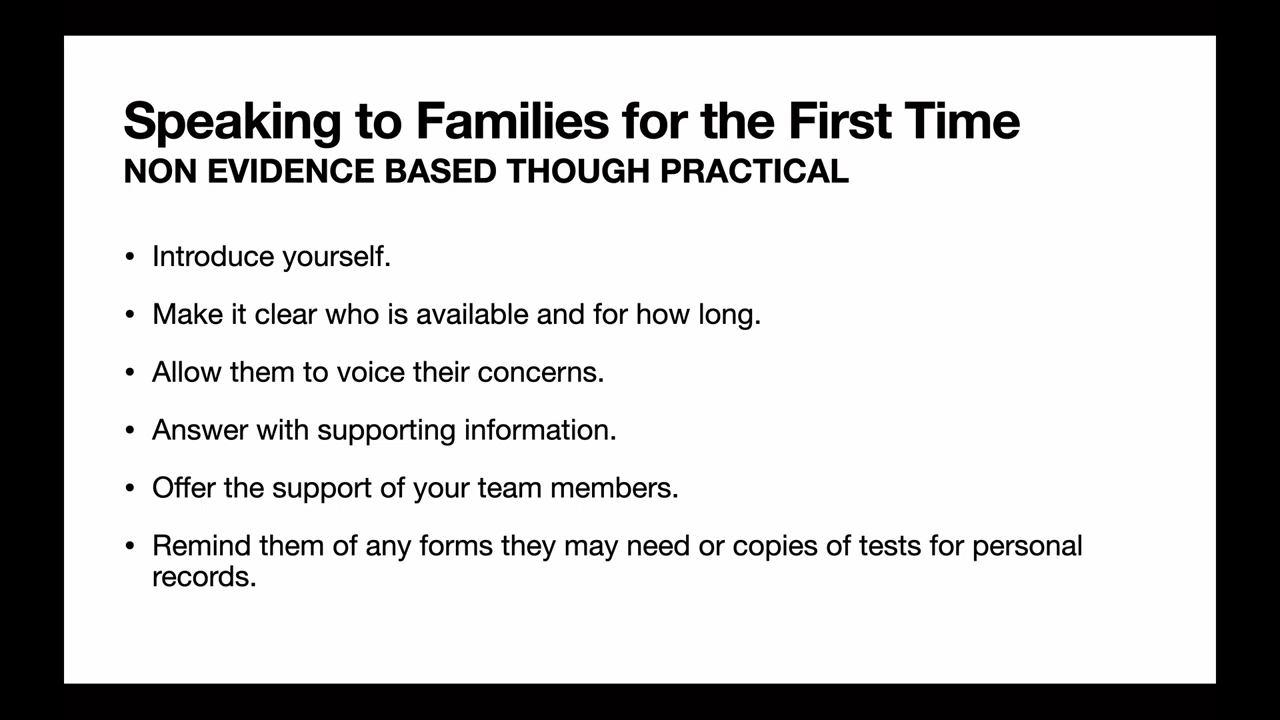 Speaking to Families for the First Time
NON EVIDENCE BASED THOUGH PRACTICAL
• Introduce yourself.
• Make it clear who is available and for how long.
• Allow them to voice their concerns.
• Answer with supporting information.
• Offer the support of your team members.
• Remind them of any forms they may need or copies of tests for personal
records.